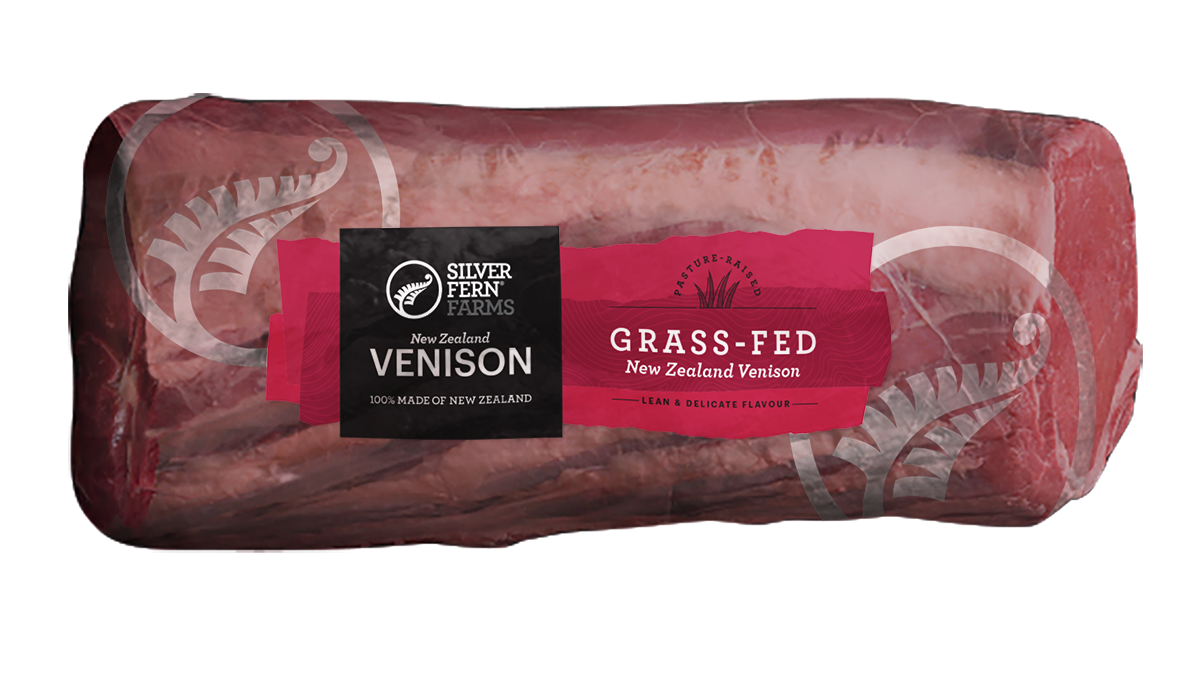 SILVER
FERN®
FARMS
New Zealand
VENISON
100% MADE OF NEW ZEALAND
PASTURE-RAISED
GRASS-FED
New Zealand Venison
LEAN & DELICATE FLAVOUR